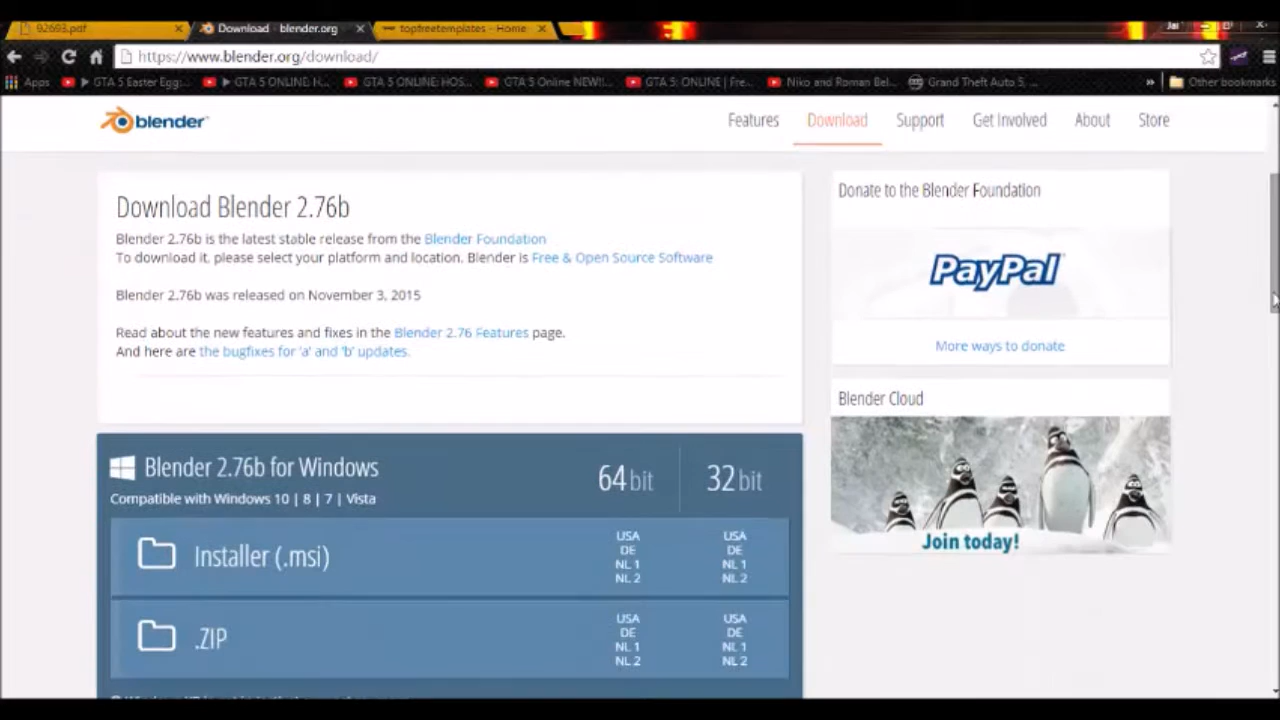 92693.pdf
Download - blender.org
topfreetemplates - Home
https://www.blender.org/download/
Apps
GTA 5 Easter Egg:...
GTA 5 ONLINE: H...
GTA 5 ONLINE: HOS...
GTA 5 Online NEW!!...
GTA 5: ONLINE | Fre...
Niko and Roman Bel...
Grand Theft Auto 5, ...
» Other bookmarks
blender
Features
Download
Support
Get Involved
About
Store
Download Blender 2.76b
Blender 2.76b is the latest stable release from the Blender Foundation
To download it, please select your platform and location. Blender is Free & Open Source Software
Blender 2.76b was released on November 3, 2015
Read about the new features and fixes in the Blender 2.76 Features page.
And here are the bugfixes for 'a' and 'b' updates.
Donate to the Blender Foundation
PayPal
More ways to donate
Blender Cloud
Join today!
Blender 2.76b for Windows
Compatible with Windows 10 | 8 | 7 | Vista
64 bit
32 bit
Installer (.msi)
USA
DE
NL 1
NL 2
USA
DE
NL 1
NL 2
.ZIP
USA
DE
NL 1
NL 2
USA
DE
NL 1
NL 2